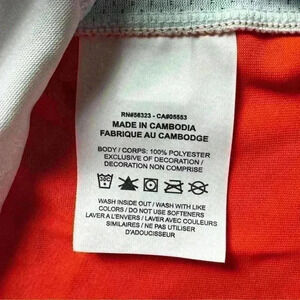 RN#56323 - CA#05553
MADE IN CAMBODIA
FABRIQUE AU CAMBODGE
BODY / CORPS: 100% POLYESTER
EXCLUSIVE OF DECORATION /
DECORATION NON COMPRISE
WASH INSIDE OUT / WASH WITH LIKE
COLORS / DO NOT USE SOFTENERS
LAVER A L'ENVERS / LAVER AVEC COULEURS
SIMILAIRES / NE PAS UTILISER
D'ADOUCISSEUR